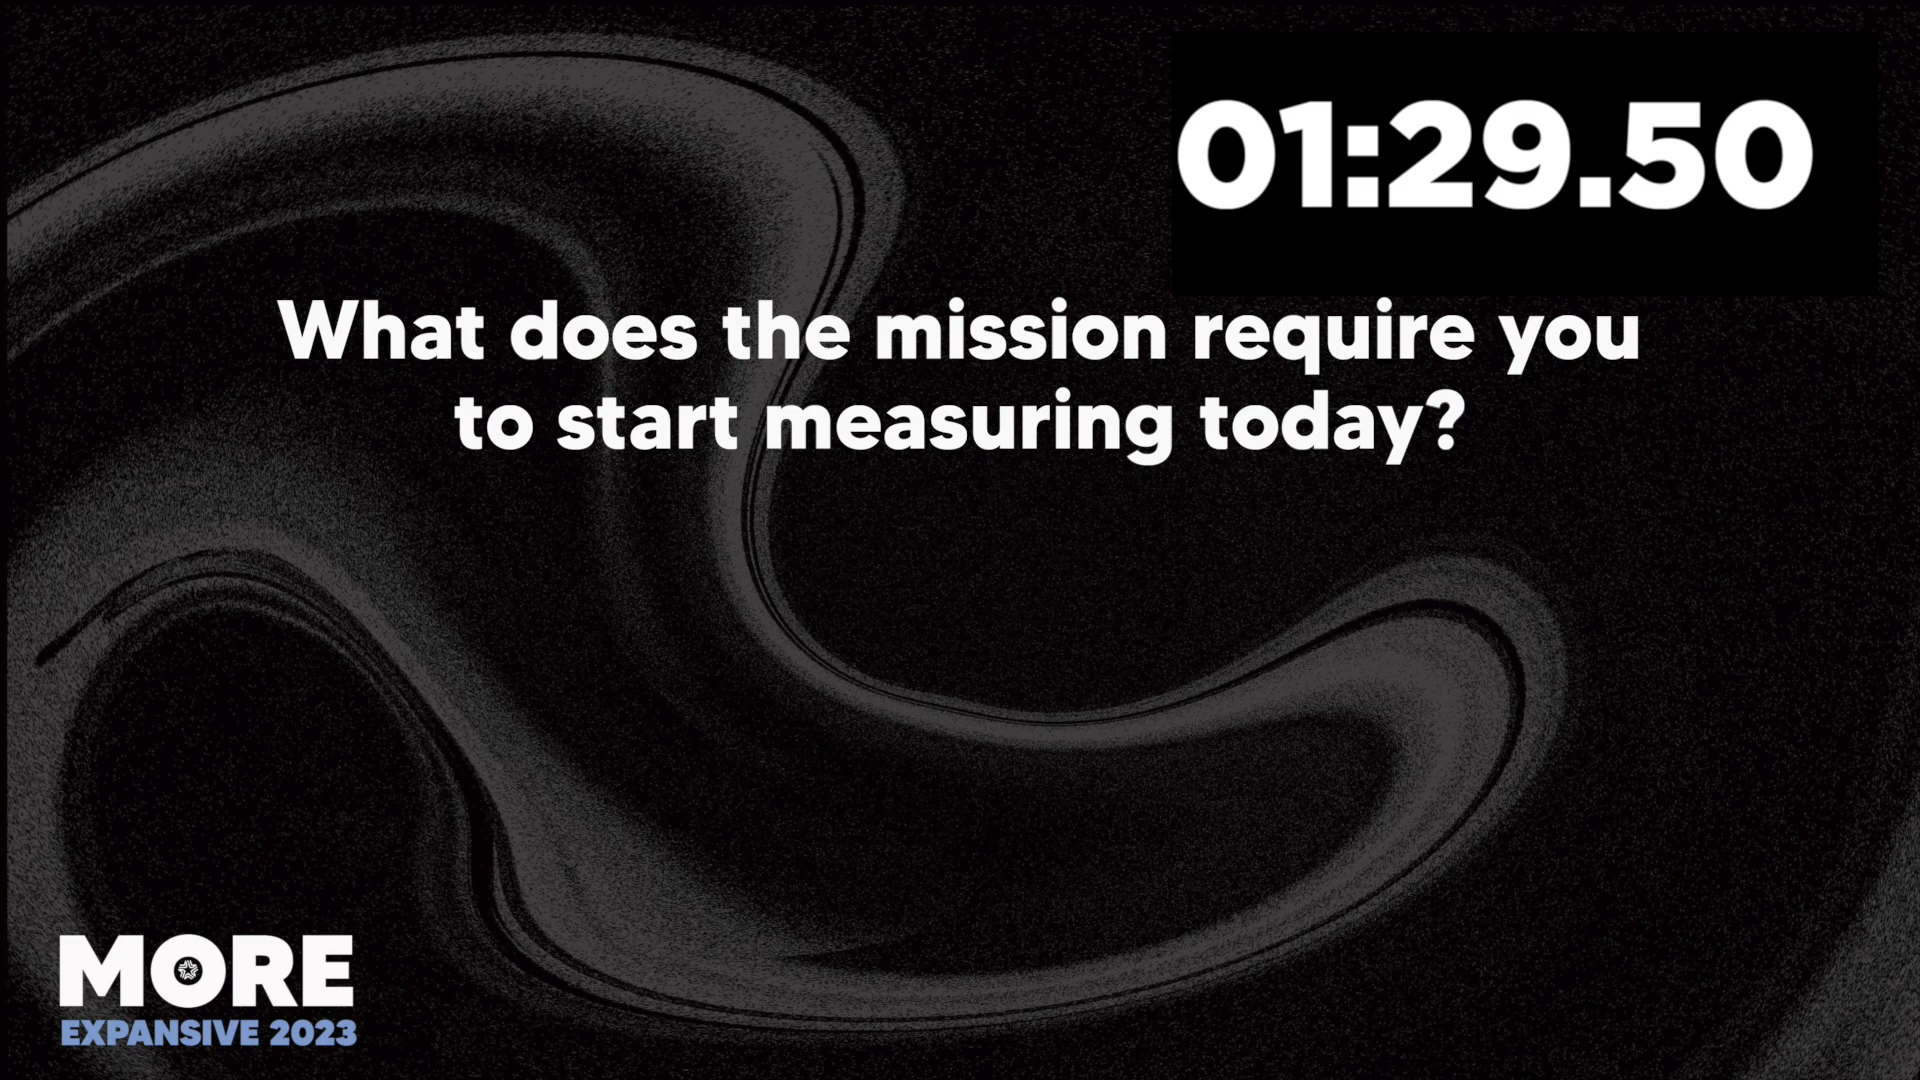 01:29.50
What does the mission require you
to start measuring today?
MORE
EXPANSIVE 2023